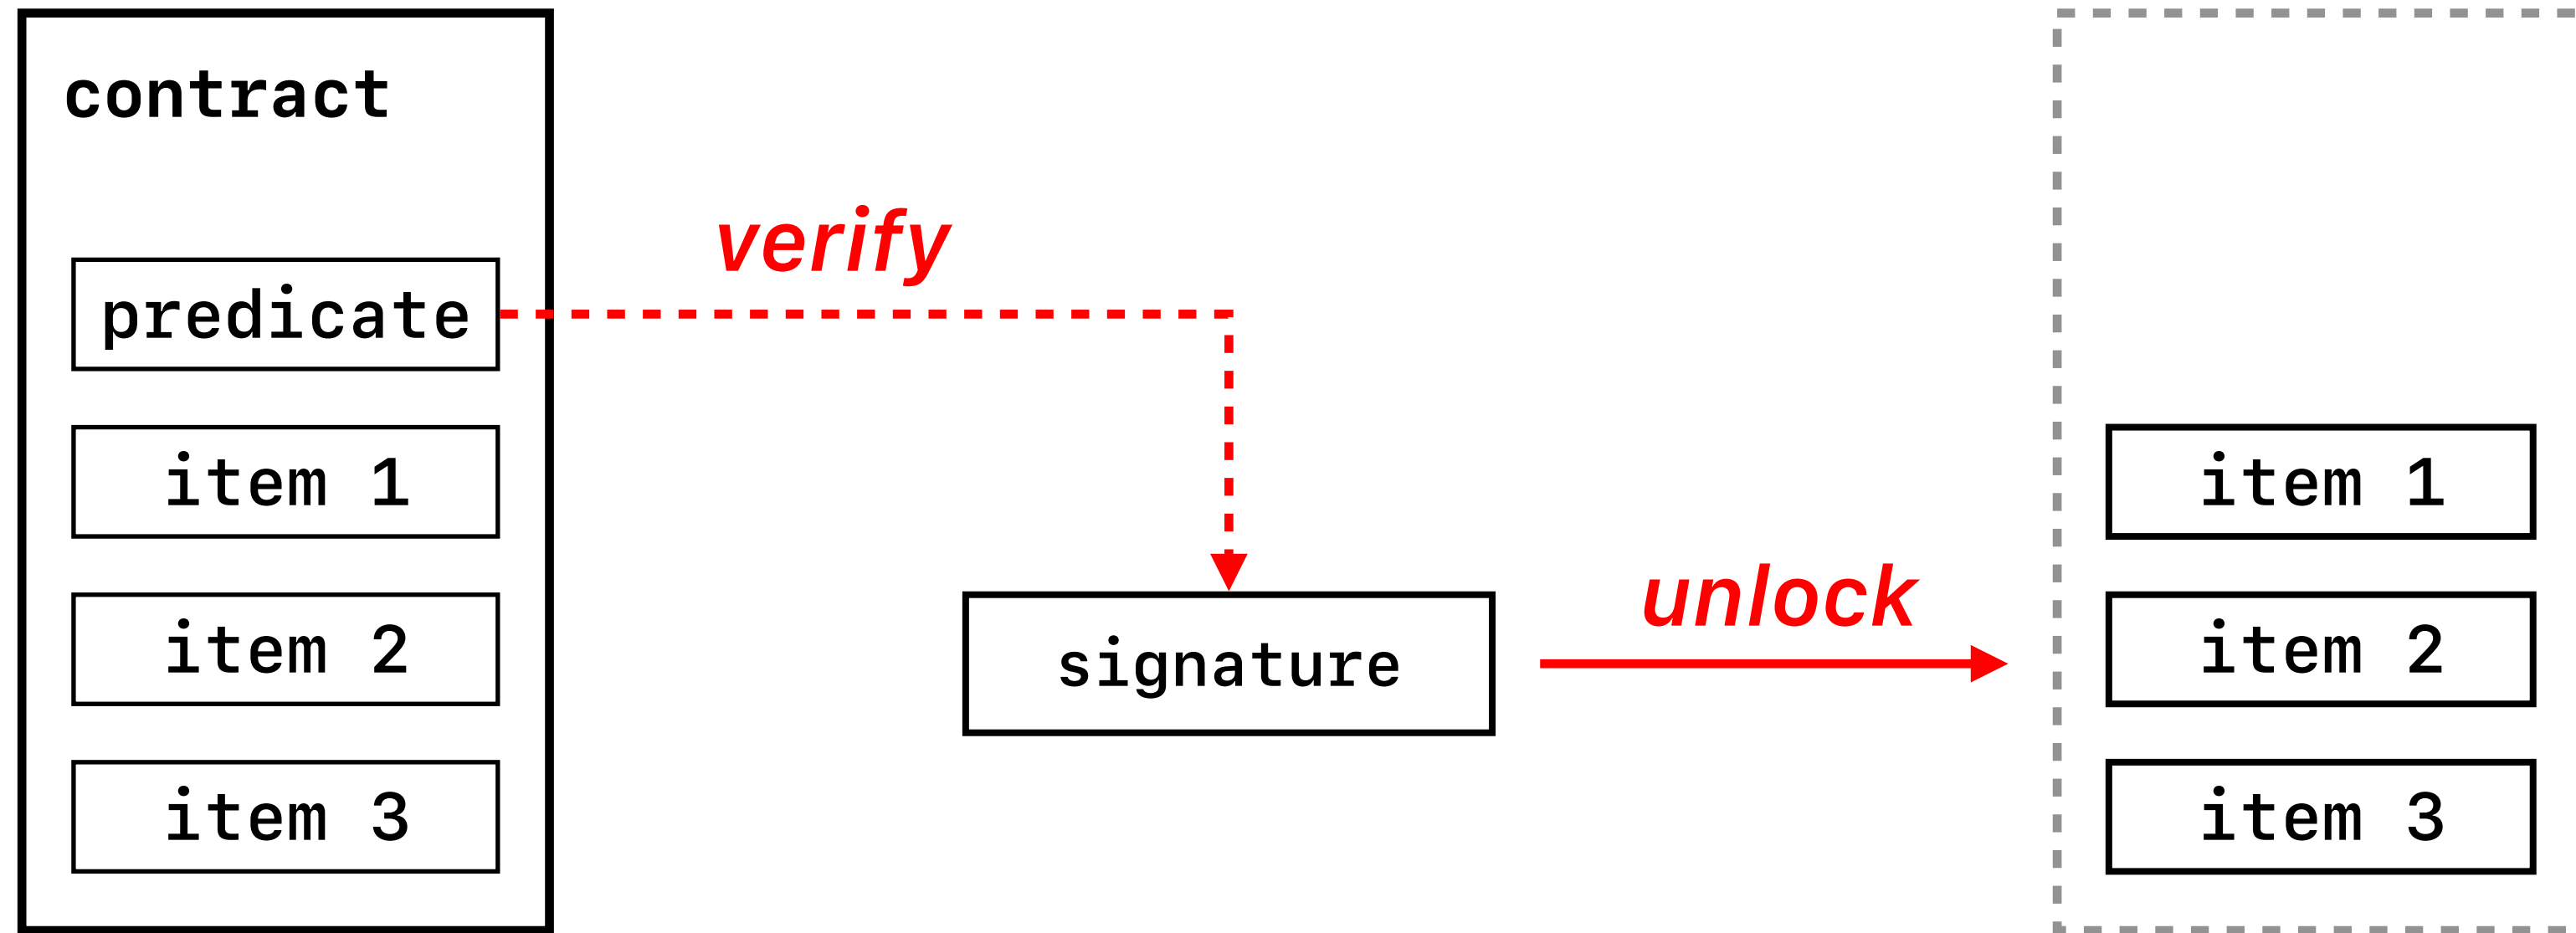 contract
predicate
item 1
item 2
item 3
verify
signature
unlock
item 1
item 2
item 3